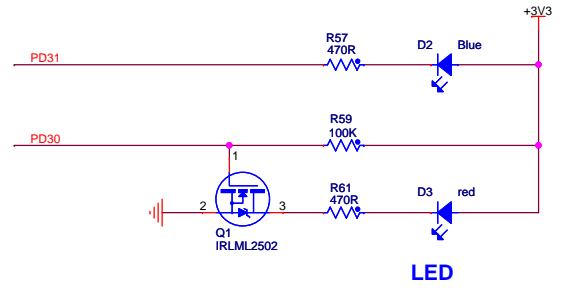 +3V3
R57
470R
D2 Blue
PD31
R59
100K
PD30
1
R61
470R
D3 red
2 3
Q1
IRLML2502
LED